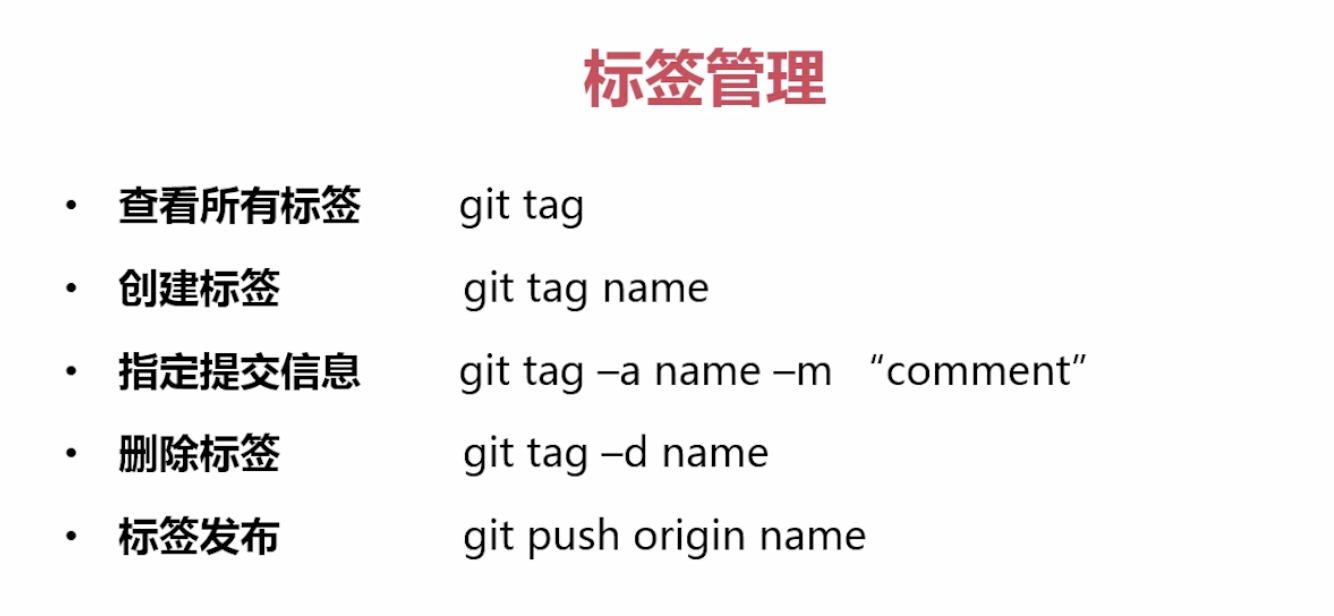 标签管理
• 查看所有标签 git tag
• 创建标签 git tag name
• 指定提交信息 git tag –a name –m “comment”
• 删除标签 git tag –d name
• 标签发布 git push origin name